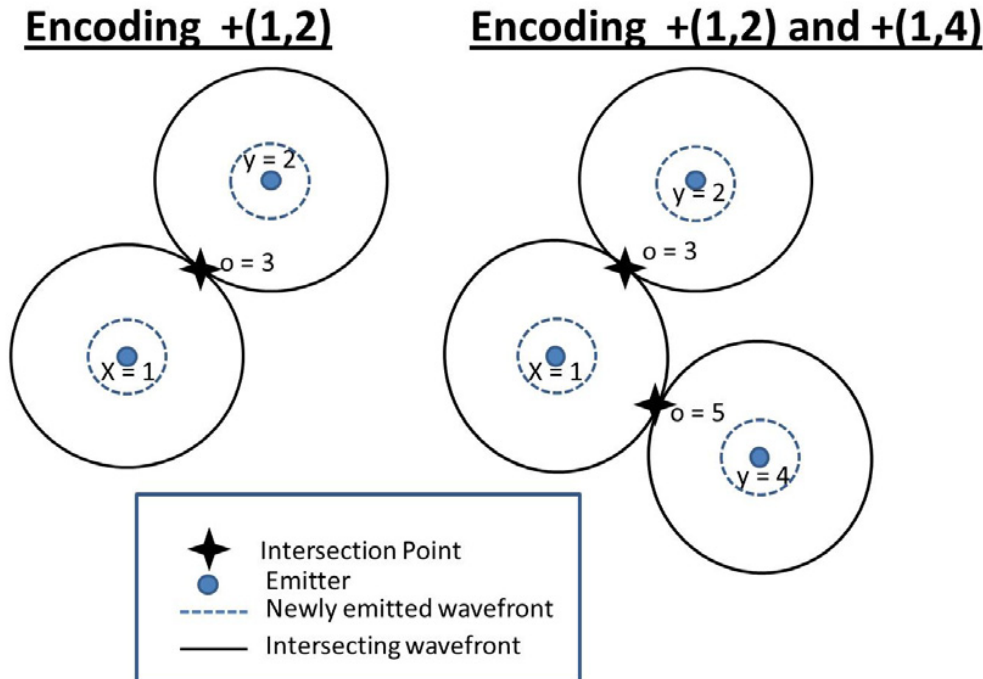 Encoding +(1,2)
y = 2
o = 3
X = 1
Encoding +(1,2) and +(1,4)
y = 2
o = 3
X = 1
o = 5
y = 4
Intersection Point
Emitter
Newly emitted wavefront
Intersecting wavefront